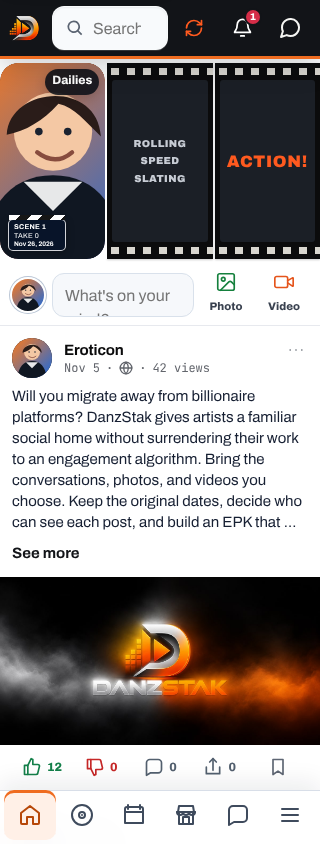 Search
1
Dailies
SCENE 1
TAKE 0
Nov 26, 2026
ROLLING
SPEED
SLATING
ACTION!
What's on your
Photo
Video
Eroticon
Nov 5 · · 42 views
Will you migrate away from billionaire
platforms? DanzStak gives artists a familiar
social home without surrendering their work
to an engagement algorithm. Bring the
conversations, photos, and videos you
choose. Keep the original dates, decide who
can see each post, and build an EPK that ...
See more
DANZSTAK
12
0
0
0